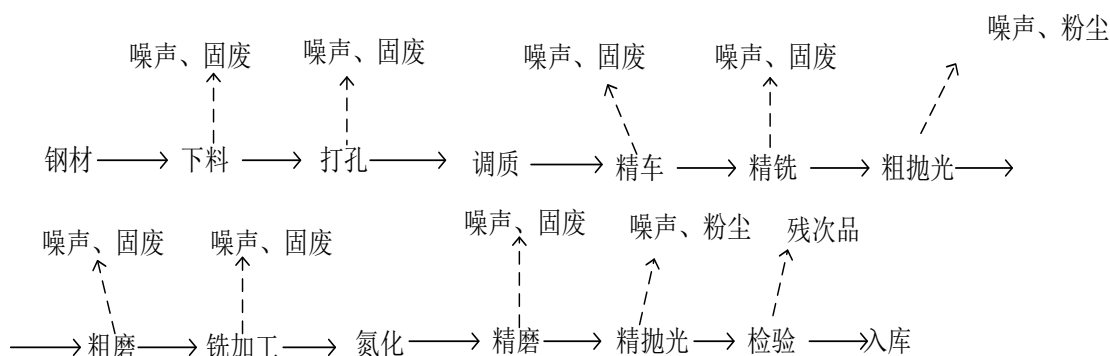 噪声、粉尘
噪声、固废 噪声、固废 噪声、固废 噪声、固废
钢材 下料 打孔 调质 精车 精铣 粗抛光
噪声、固废 噪声、固废 噪声、固废 噪声、粉尘 残次品
粗磨 铣加工 氮化 精磨 精抛光 检验 入库